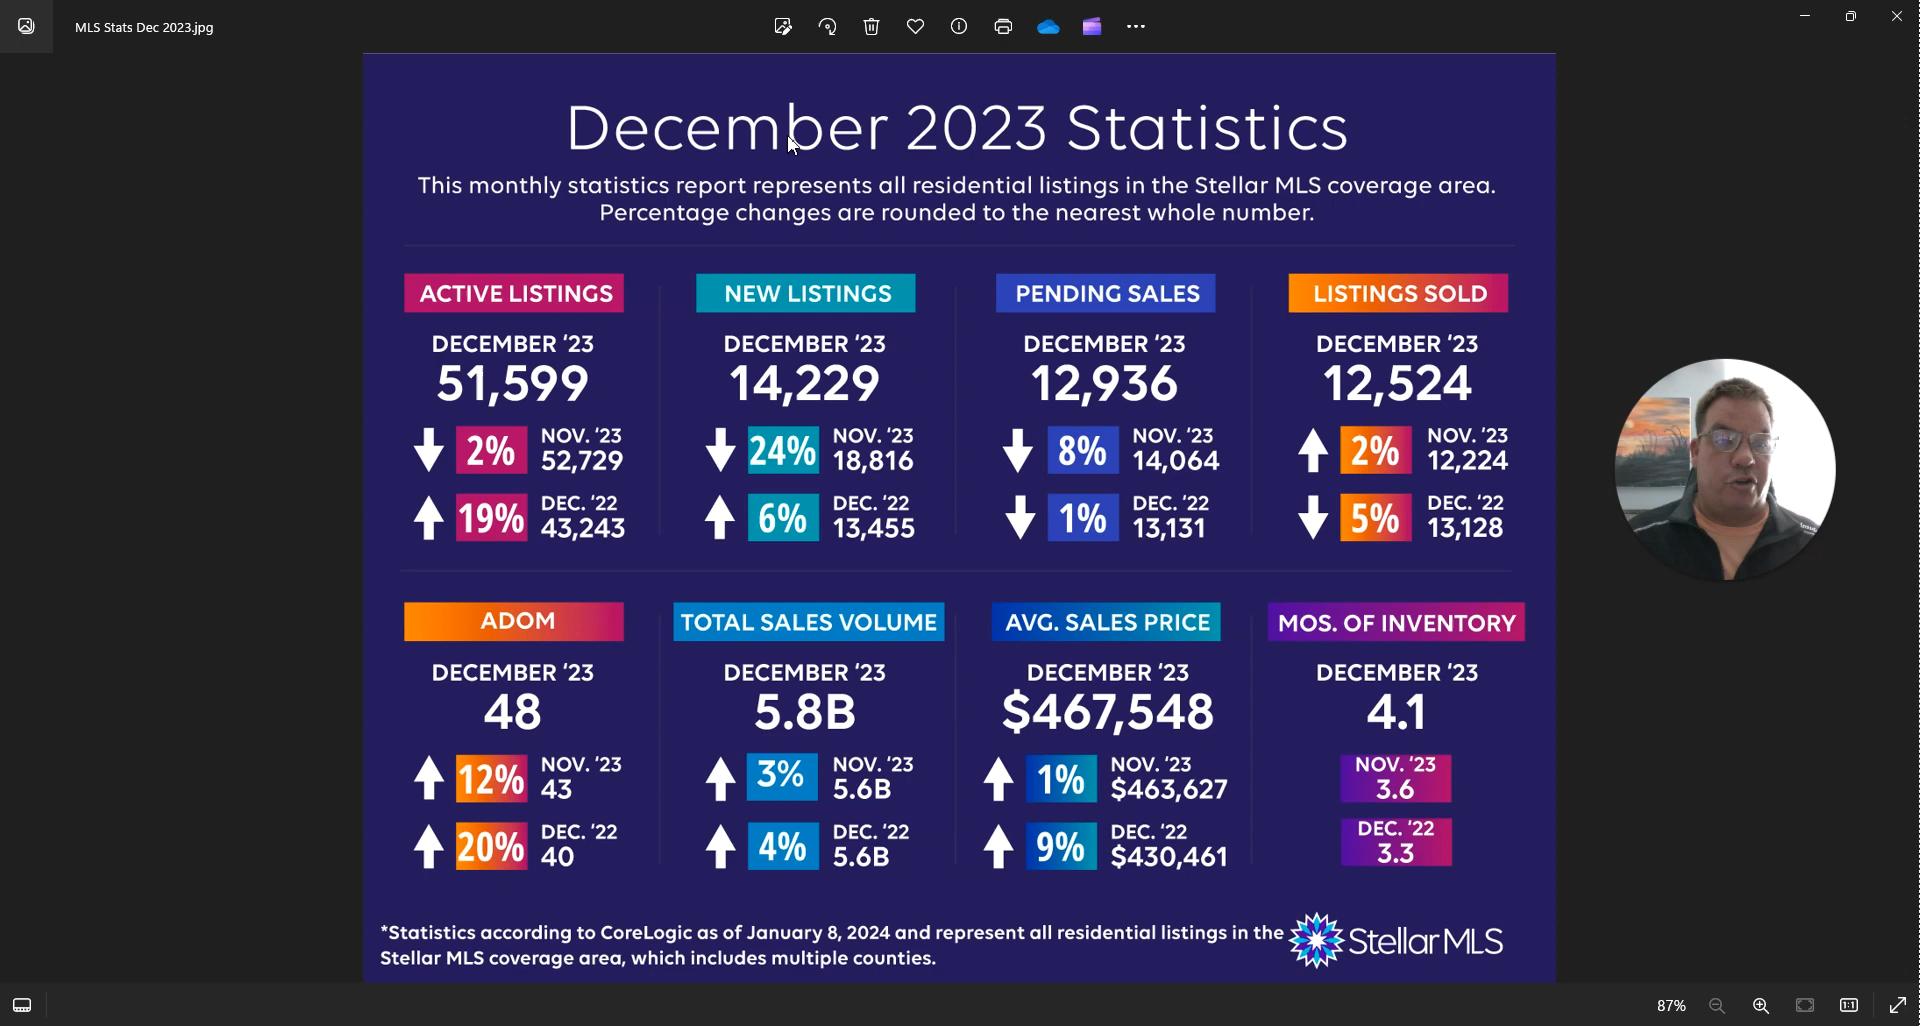 MLS Stats Dec 2023.jpg
December 2023 Statistics
This monthly statistics report represents all residential listings in the Stellar MLS coverage area.
Percentage changes are rounded to the nearest whole number.
ACTIVE LISTINGS
DECEMBER ‘23
51,599
2% NOV. ‘23
52,729
19% DEC. ‘22
43,243
NEW LISTINGS
DECEMBER ‘23
14,229
24% NOV. ‘23
18,816
6% DEC. ‘22
13,455
PENDING SALES
DECEMBER ‘23
12,936
8% NOV. ‘23
14,064
1% DEC. ‘22
13,131
LISTINGS SOLD
DECEMBER ‘23
12,524
2% NOV. ‘23
12,224
5% DEC. ‘22
13,128
ADOM
DECEMBER ‘23
48
12% NOV. ‘23
43
20% DEC. ‘22
40
TOTAL SALES VOLUME
DECEMBER ‘23
5.8B
3% NOV. ‘23
5.6B
4% DEC. ‘22
5.6B
AVG. SALES PRICE
DECEMBER ‘23
$467,548
1% NOV. ‘23
$463,627
9% DEC. ‘22
$430,461
MOS. OF INVENTORY
DECEMBER ‘23
4.1
NOV. ‘23
3.6
DEC. ‘22
3.3
*Statistics according to CoreLogic as of January 8, 2024 and represent all residential listings in the
Stellar MLS coverage area, which includes multiple counties.
Stellar MLS
87%
1:1